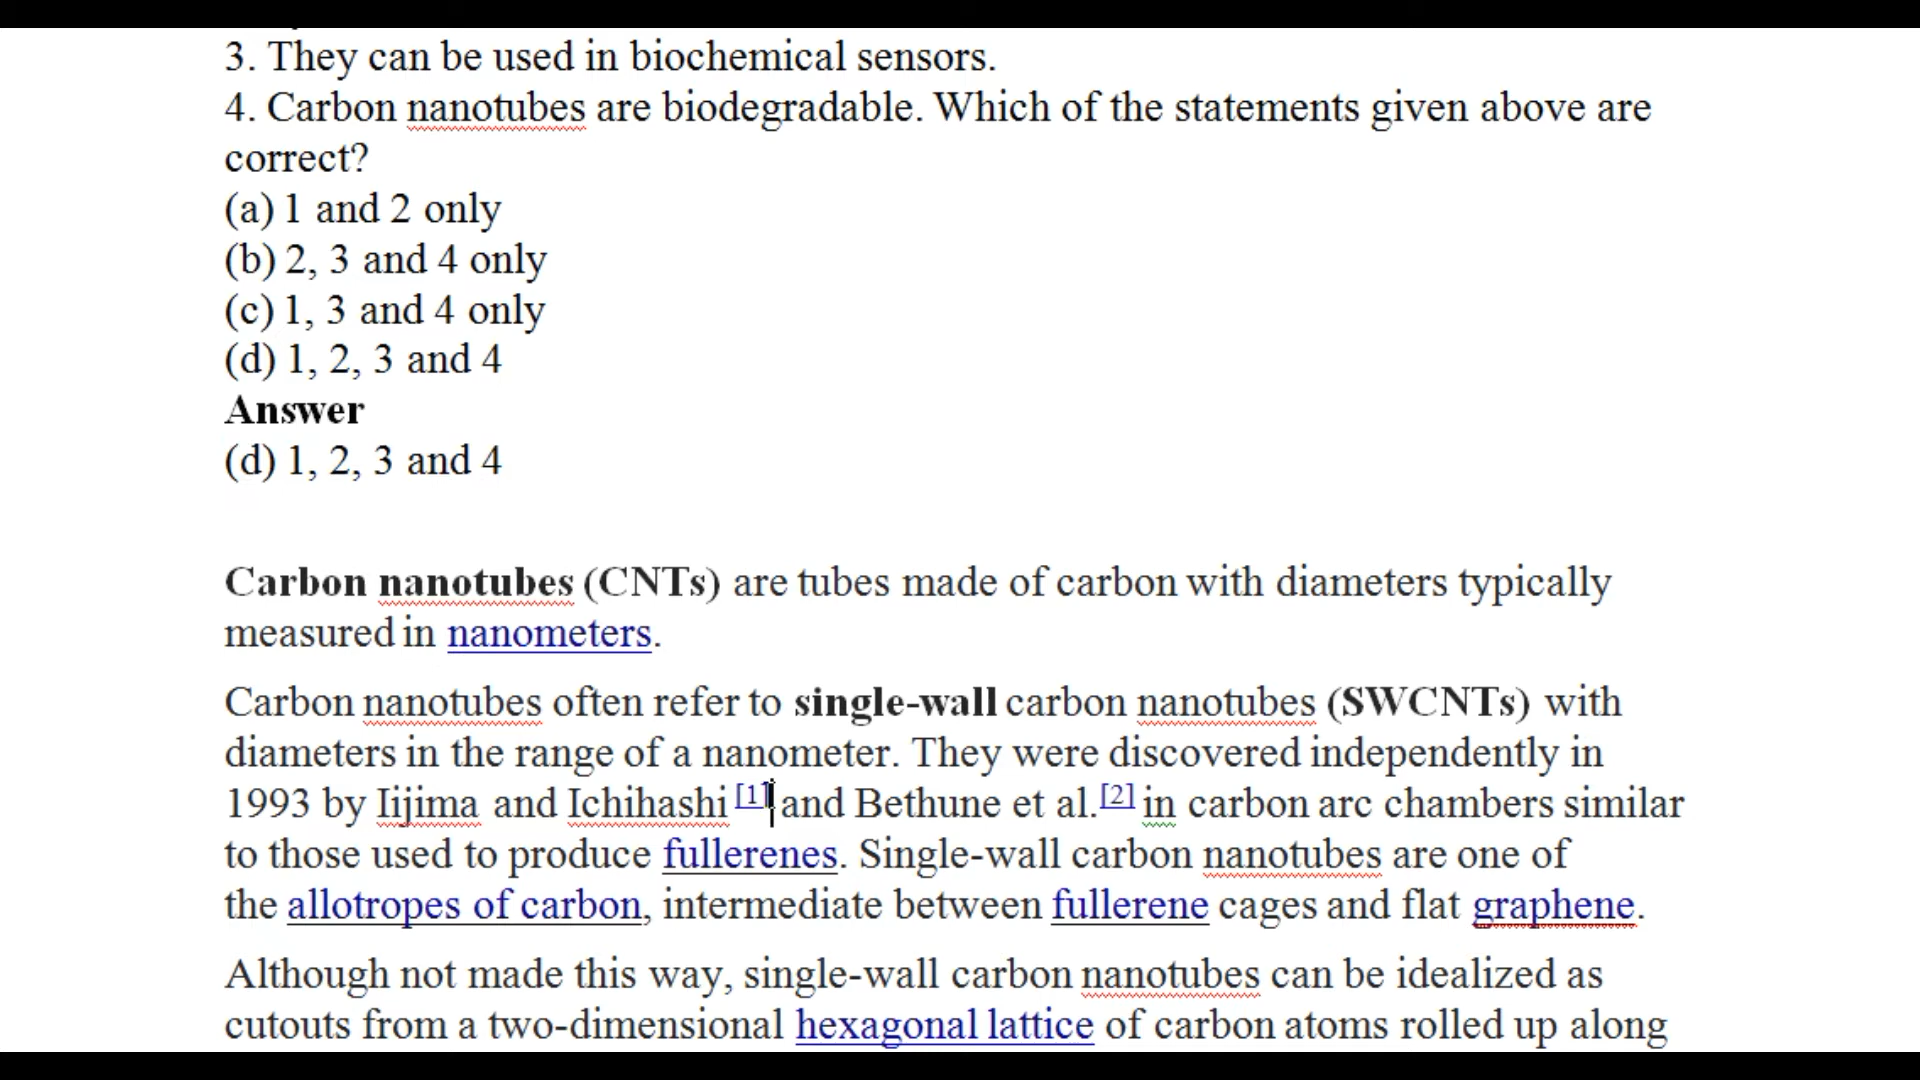 3. They can be used in biochemical sensors.
4. Carbon nanotubes are biodegradable. Which of the statements given above are
correct?
(a) 1 and 2 only
(b) 2, 3 and 4 only
(c) 1, 3 and 4 only
(d) 1, 2, 3 and 4
Answer
(d) 1, 2, 3 and 4
Carbon nanotubes (CNTs) are tubes made of carbon with diameters typically
measured in nanometers.
Carbon nanotubes often refer to single-wall carbon nanotubes (SWCNTs) with
diameters in the range of a nanometer. They were discovered independently in
1993 by Iijima and Ichihashi [1] and Bethune et al.[2] in carbon arc chambers similar
to those used to produce fullerenes. Single-wall carbon nanotubes are one of
the allotropes of carbon, intermediate between fullerene cages and flat graphene.
Although not made this way, single-wall carbon nanotubes can be idealized as
cutouts from a two-dimensional hexagonal lattice of carbon atoms rolled up along